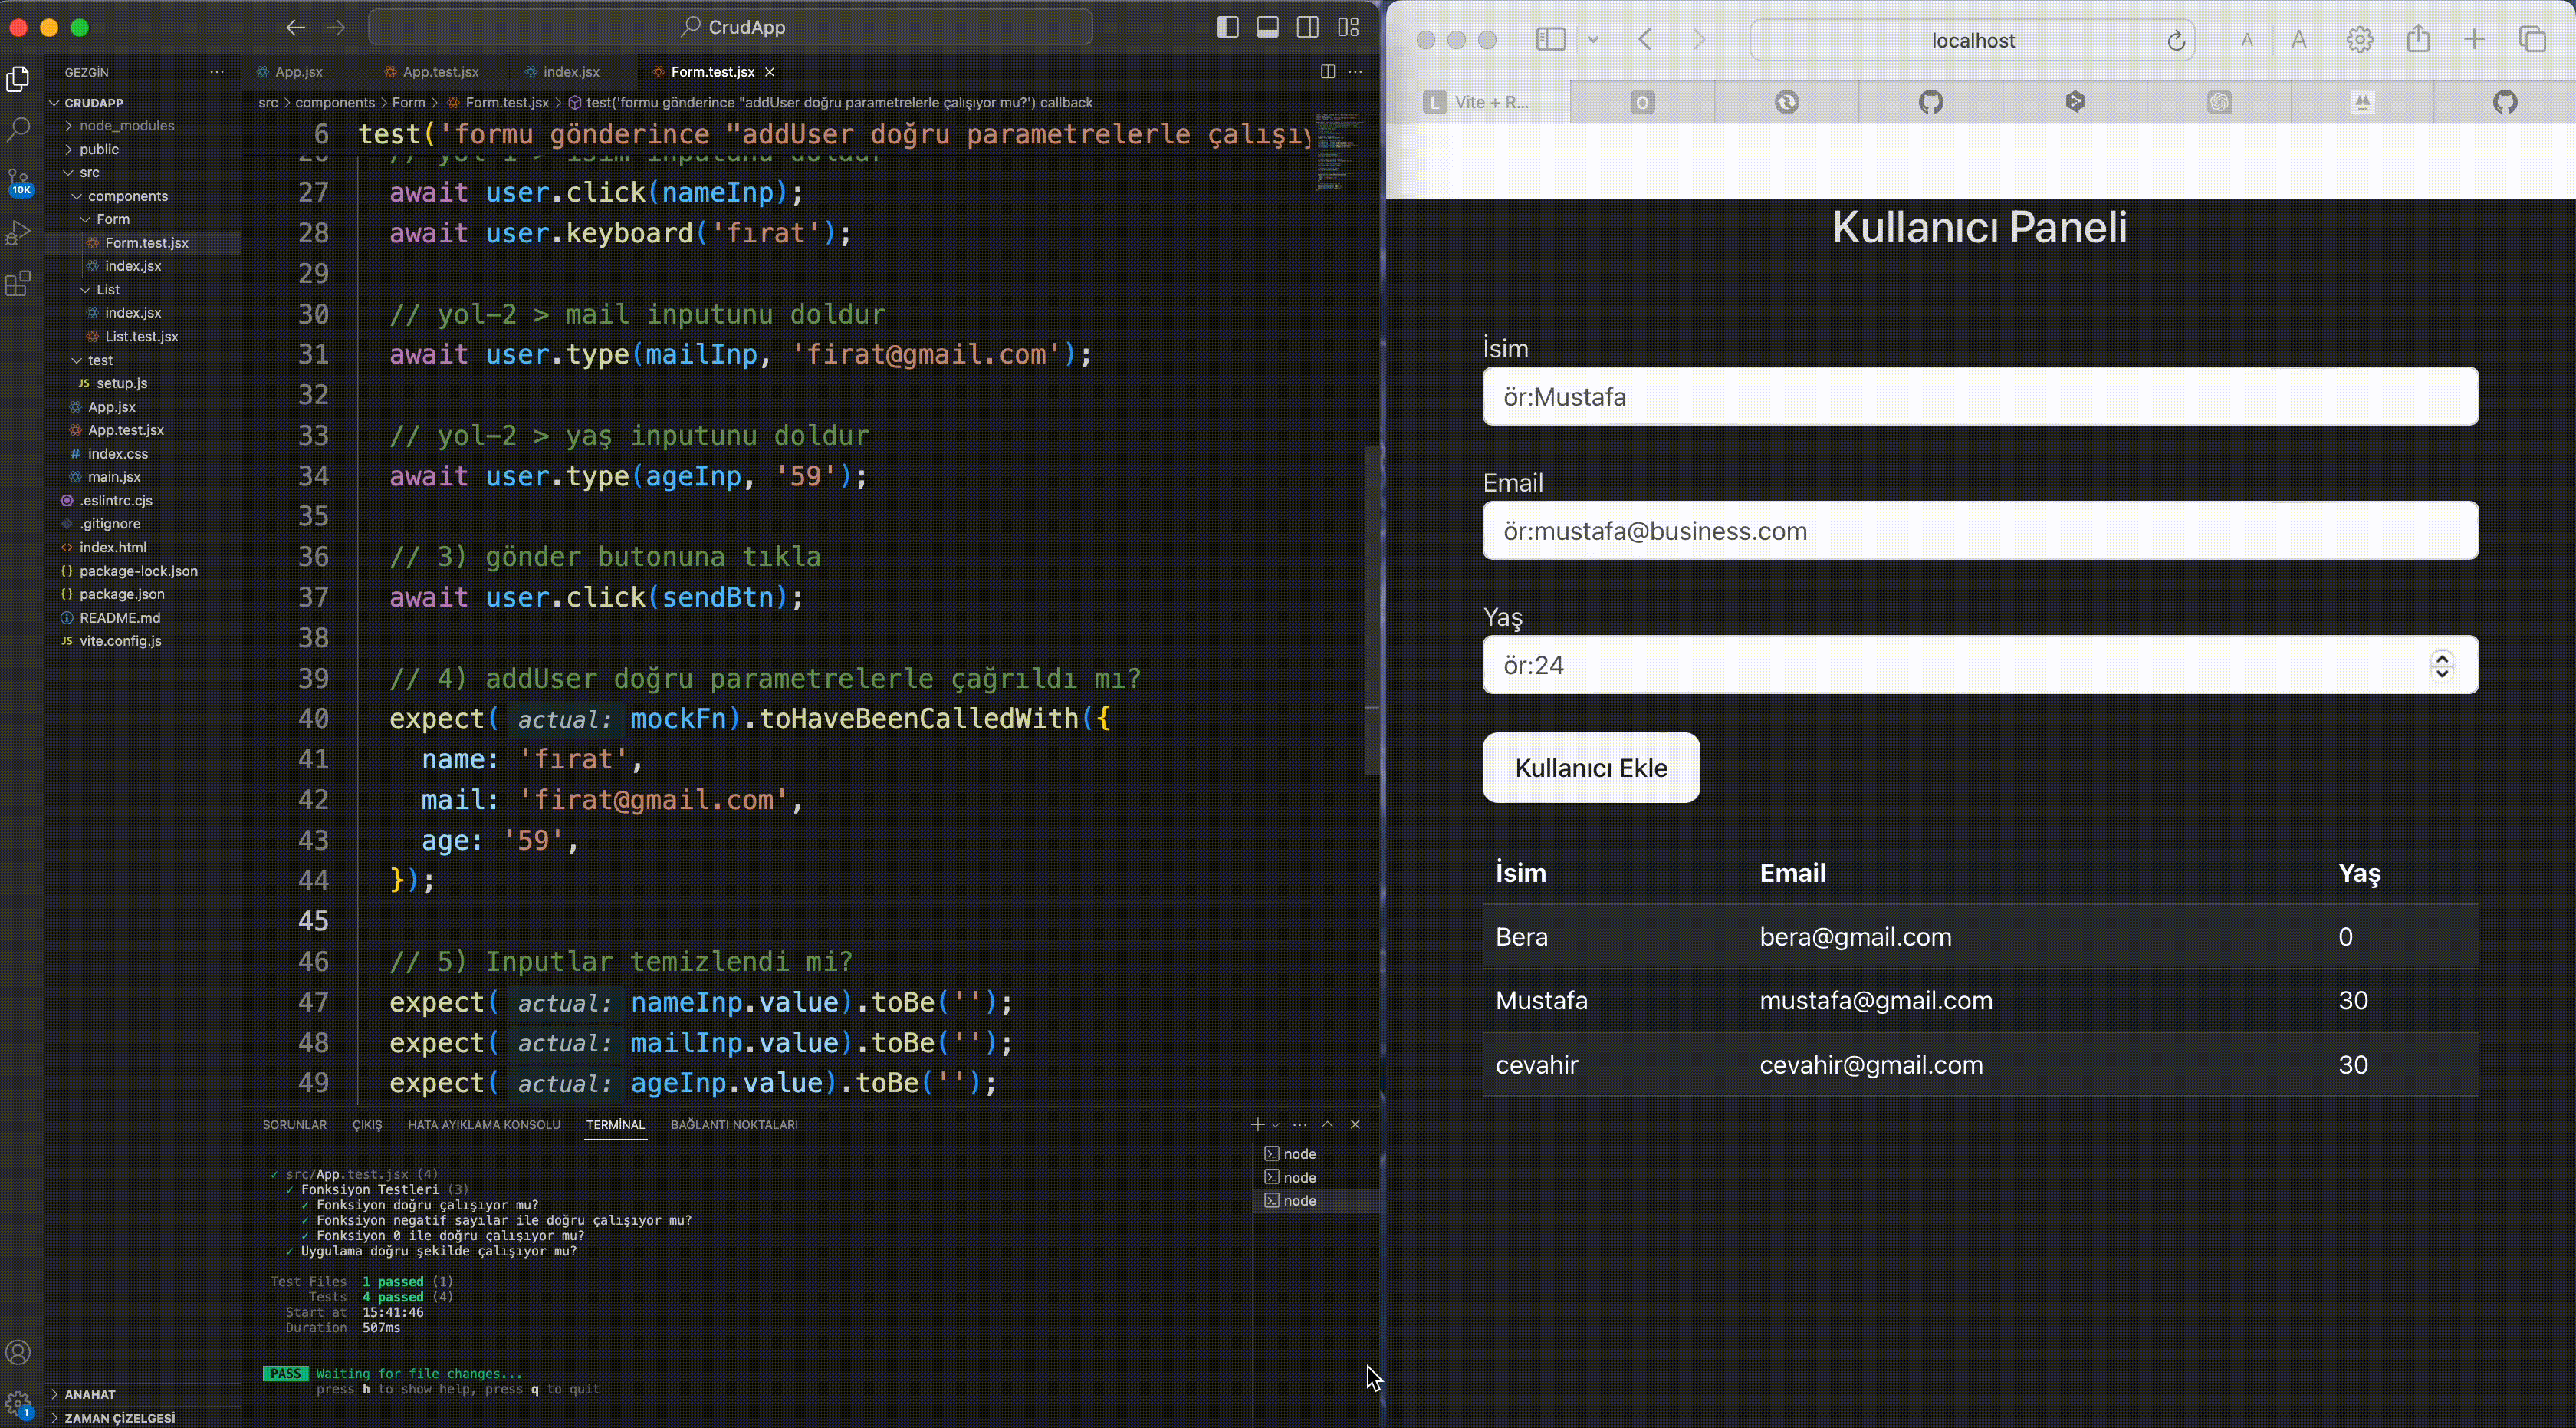 CrudApp
GEZGİN
CRUDAPP
node_modules
public
src
components
Form
Form.test.jsx
index.jsx
List
index.jsx
List.test.jsx
test
JS setup.js
App.jsx
App.test.jsx
# index.css
main.jsx
.eslintrc.cjs
.gitignore
<> index.html
{} package-lock.json
{} package.json
README.md
JS vite.config.js
10K
1
ANAHAT
ZAMAN ÇİZELGESİ
App.jsx
App.test.jsx
index.jsx
Form.test.jsx
src > components > Form > Form.test.jsx > test('formu gönderince "addUser doğru parametrelerle çalışıyor mu?') callback
6 test('formu gönderince "addUser doğru parametrelerle çalışıy
26 // yol-1 > isim inputunu doldur
27 await user.click(nameInp);
28 await user.keyboard('fırat');
29
30 // yol-2 > mail inputunu doldur
31 await user.type(mailInp, 'firat@gmail.com');
32
33 // yol-2 > yaş inputunu doldur
34 await user.type(ageInp, '59');
35
36 // 3) gönder butonuna tıkla
37 await user.click(sendBtn);
38
39 // 4) addUser doğru parametrelerle çağrıldı mı?
40 expect( actual: mockFn).toHaveBeenCalledWith({
41 name: 'fırat',
42 mail: 'firat@gmail.com',
43 age: '59',
44 });
45
46 // 5) Inputlar temizlendi mi?
47 expect( actual: nameInp.value).toBe('');
48 expect( actual: mailInp.value).toBe('');
49 expect( actual: ageInp.value).toBe('');
SORUNLAR ÇIKIŞ HATA AYIKLAMA KONSOLU TERMİNAL BAĞLANTI NOKTALARI
✓ src/App.test.jsx (4)
✓ Fonksiyon Testleri (3)
✓ Fonksiyon doğru çalışıyor mu?
✓ Fonksiyon negatif sayılar ile doğru çalışıyor mu?
✓ Fonksiyon 0 ile doğru çalışıyor mu?
✓ Uygulama doğru şekilde çalışıyor mu?
Test Files 1 passed (1)
Tests 4 passed (4)
Start at 15:41:46
Duration 507ms
PASS Waiting for file changes...
press h to show help, press q to quit
node
node
node
localhost
A A
L Vite + R...
O
Kullanıcı Paneli
İsim
ör:Mustafa
Email
ör:mustafa@business.com
Yaş
ör:24
Kullanıcı Ekle
İsim Email Yaş
Bera bera@gmail.com 0
Mustafa mustafa@gmail.com 30
cevahir cevahir@gmail.com 30